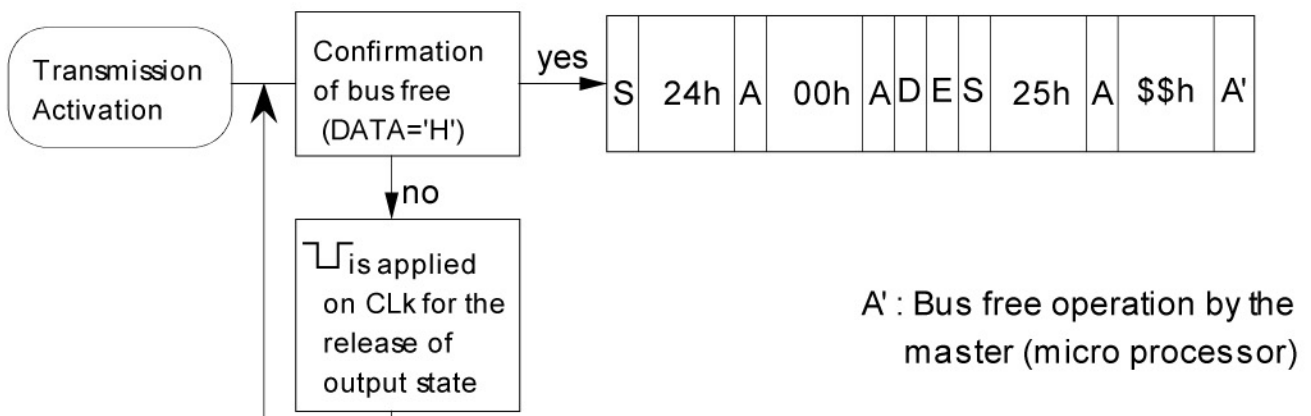 Transmission
Activation
Confirmation
of bus free
(DATA='H')
yes
S 24h A 00h A D E S 25h A $$h A'
no
is applied
on CLk for the
release of
output state
A' : Bus free operation by the
master (micro processor)